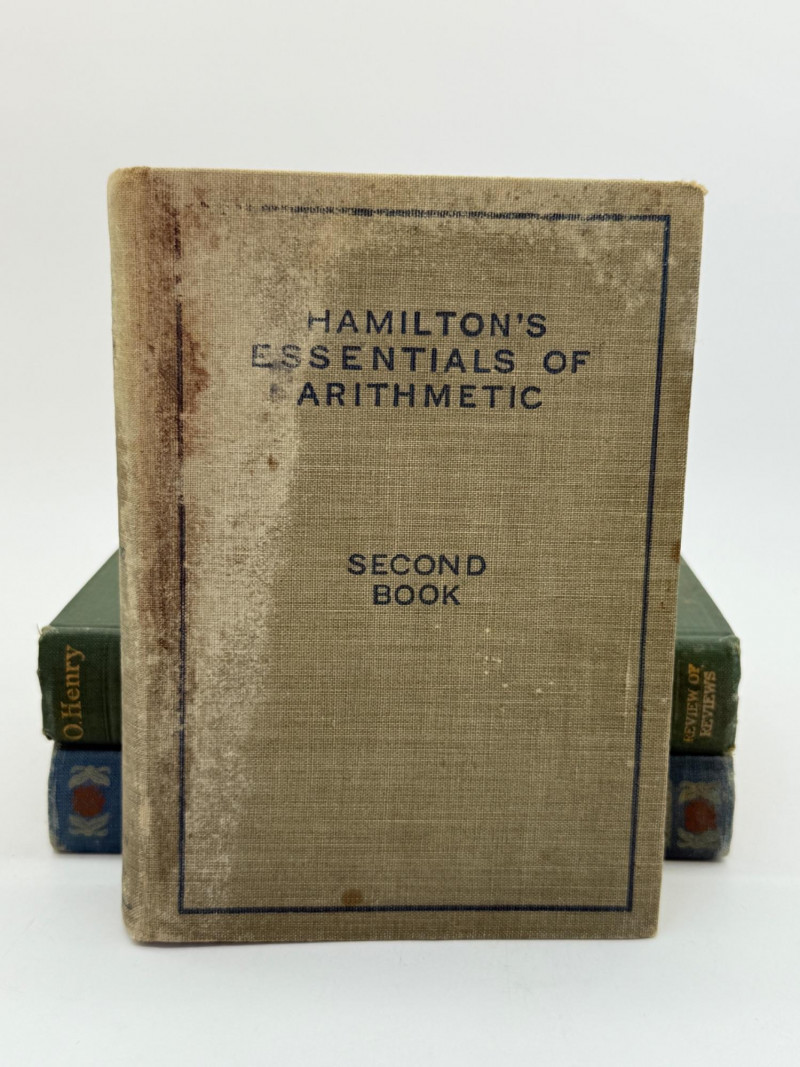 HAMILTON'S
ESSENTIALS OF
ARITHMETIC
SECOND
BOOK
O. Henry
REVIEW OF
REVIEWS